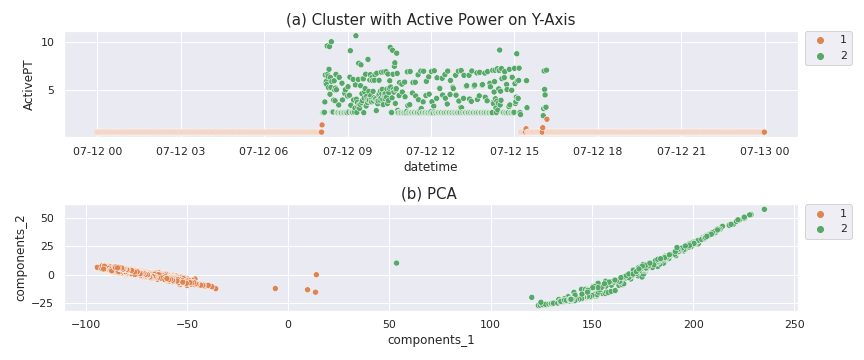 (a) Cluster with Active Power on Y-Axis
1
2
10
5
ActivePT
07-12 00 07-12 03 07-12 06 07-12 09 07-12 12 07-12 15 07-12 18 07-12 21 07-13 00
datetime
(b) PCA
1
2
50
25
0
−25
components_2
−100 −50 0 50 100 150 200 250
components_1